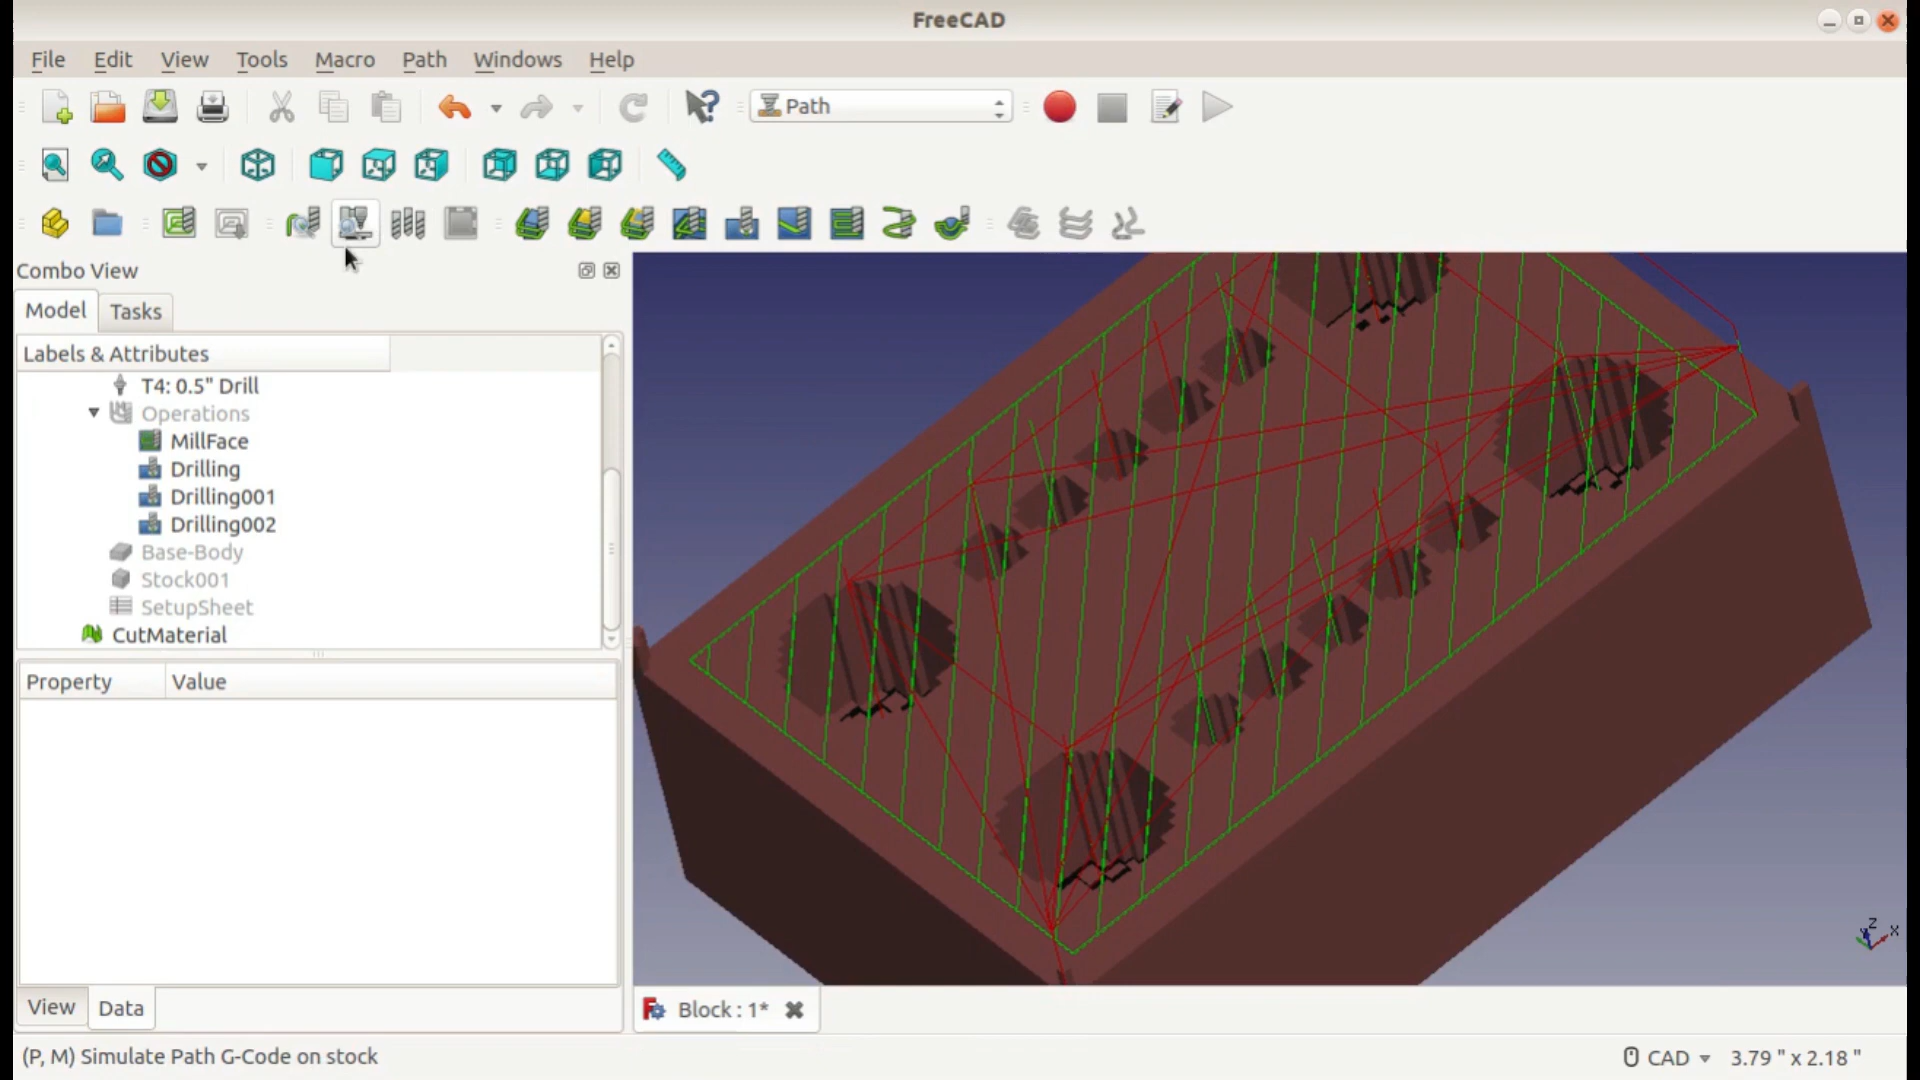 FreeCAD
File Edit View Tools Macro Path Windows Help
Path
Combo View
Model Tasks
Labels & Attributes
T4: 0.5" Drill
Operations
MillFace
Drilling
Drilling001
Drilling002
Base-Body
Stock001
SetupSheet
CutMaterial
Property Value
View Data
Block : 1*
Z
Y
X
(P, M) Simulate Path G-Code on stock
CAD 3.79 " x 2.18 "